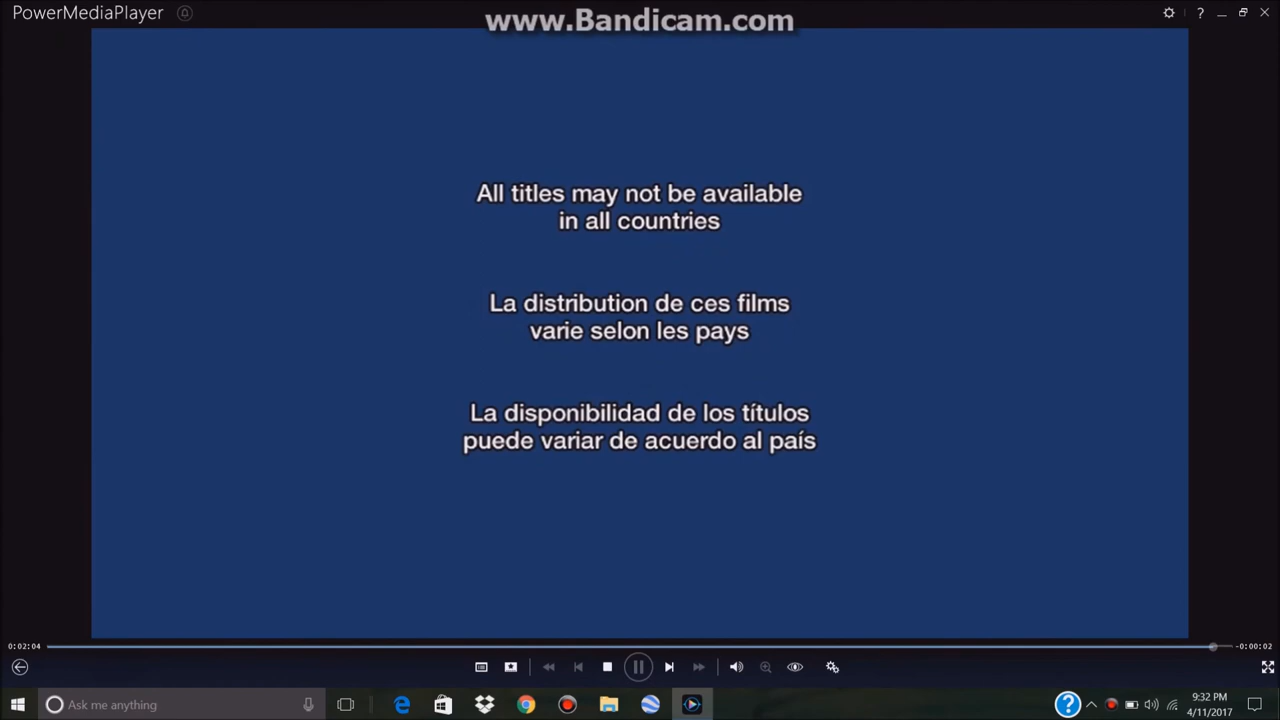 PowerMediaPlayer
www.Bandicam.com
?
All titles may not be available
in all countries
La distribution de ces films
varie selon les pays
La disponibilidad de los títulos
puede variar de acuerdo al país
0:02:04
-0:00:02
Ask me anything
?
9:32 PM
4/11/2017